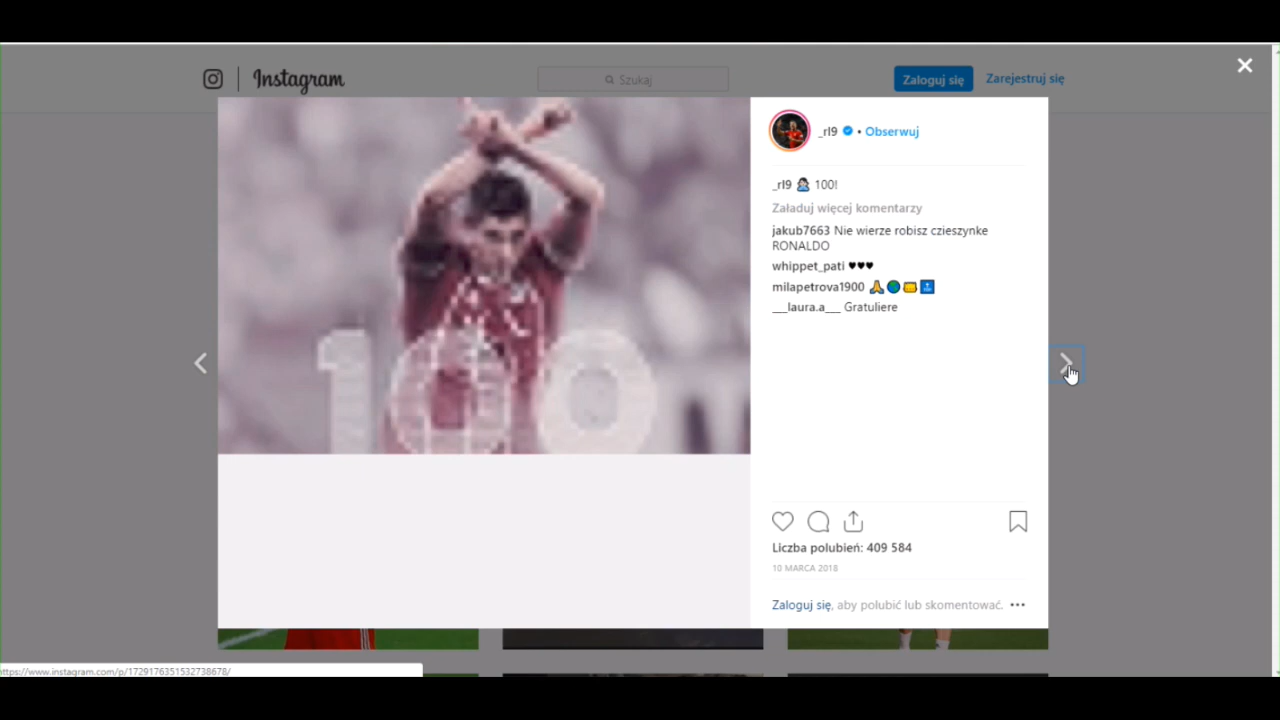 Instagram
Szukaj
Zaloguj się
Zarejestruj się
_rl9 • Obserwuj
_rl9 100!
Załaduj więcej komentarzy
jakub7663 Nie wierze robisz czieszynke
RONALDO
whippet_pati ♥♥♥
milapetrova1900
___laura.a___ Gratuliere
100
Liczba polubień: 409 584
10 MARCA 2018
Zaloguj się, aby polubić lub skomentować.
https://www.instagram.com/p/1729176351532738678/